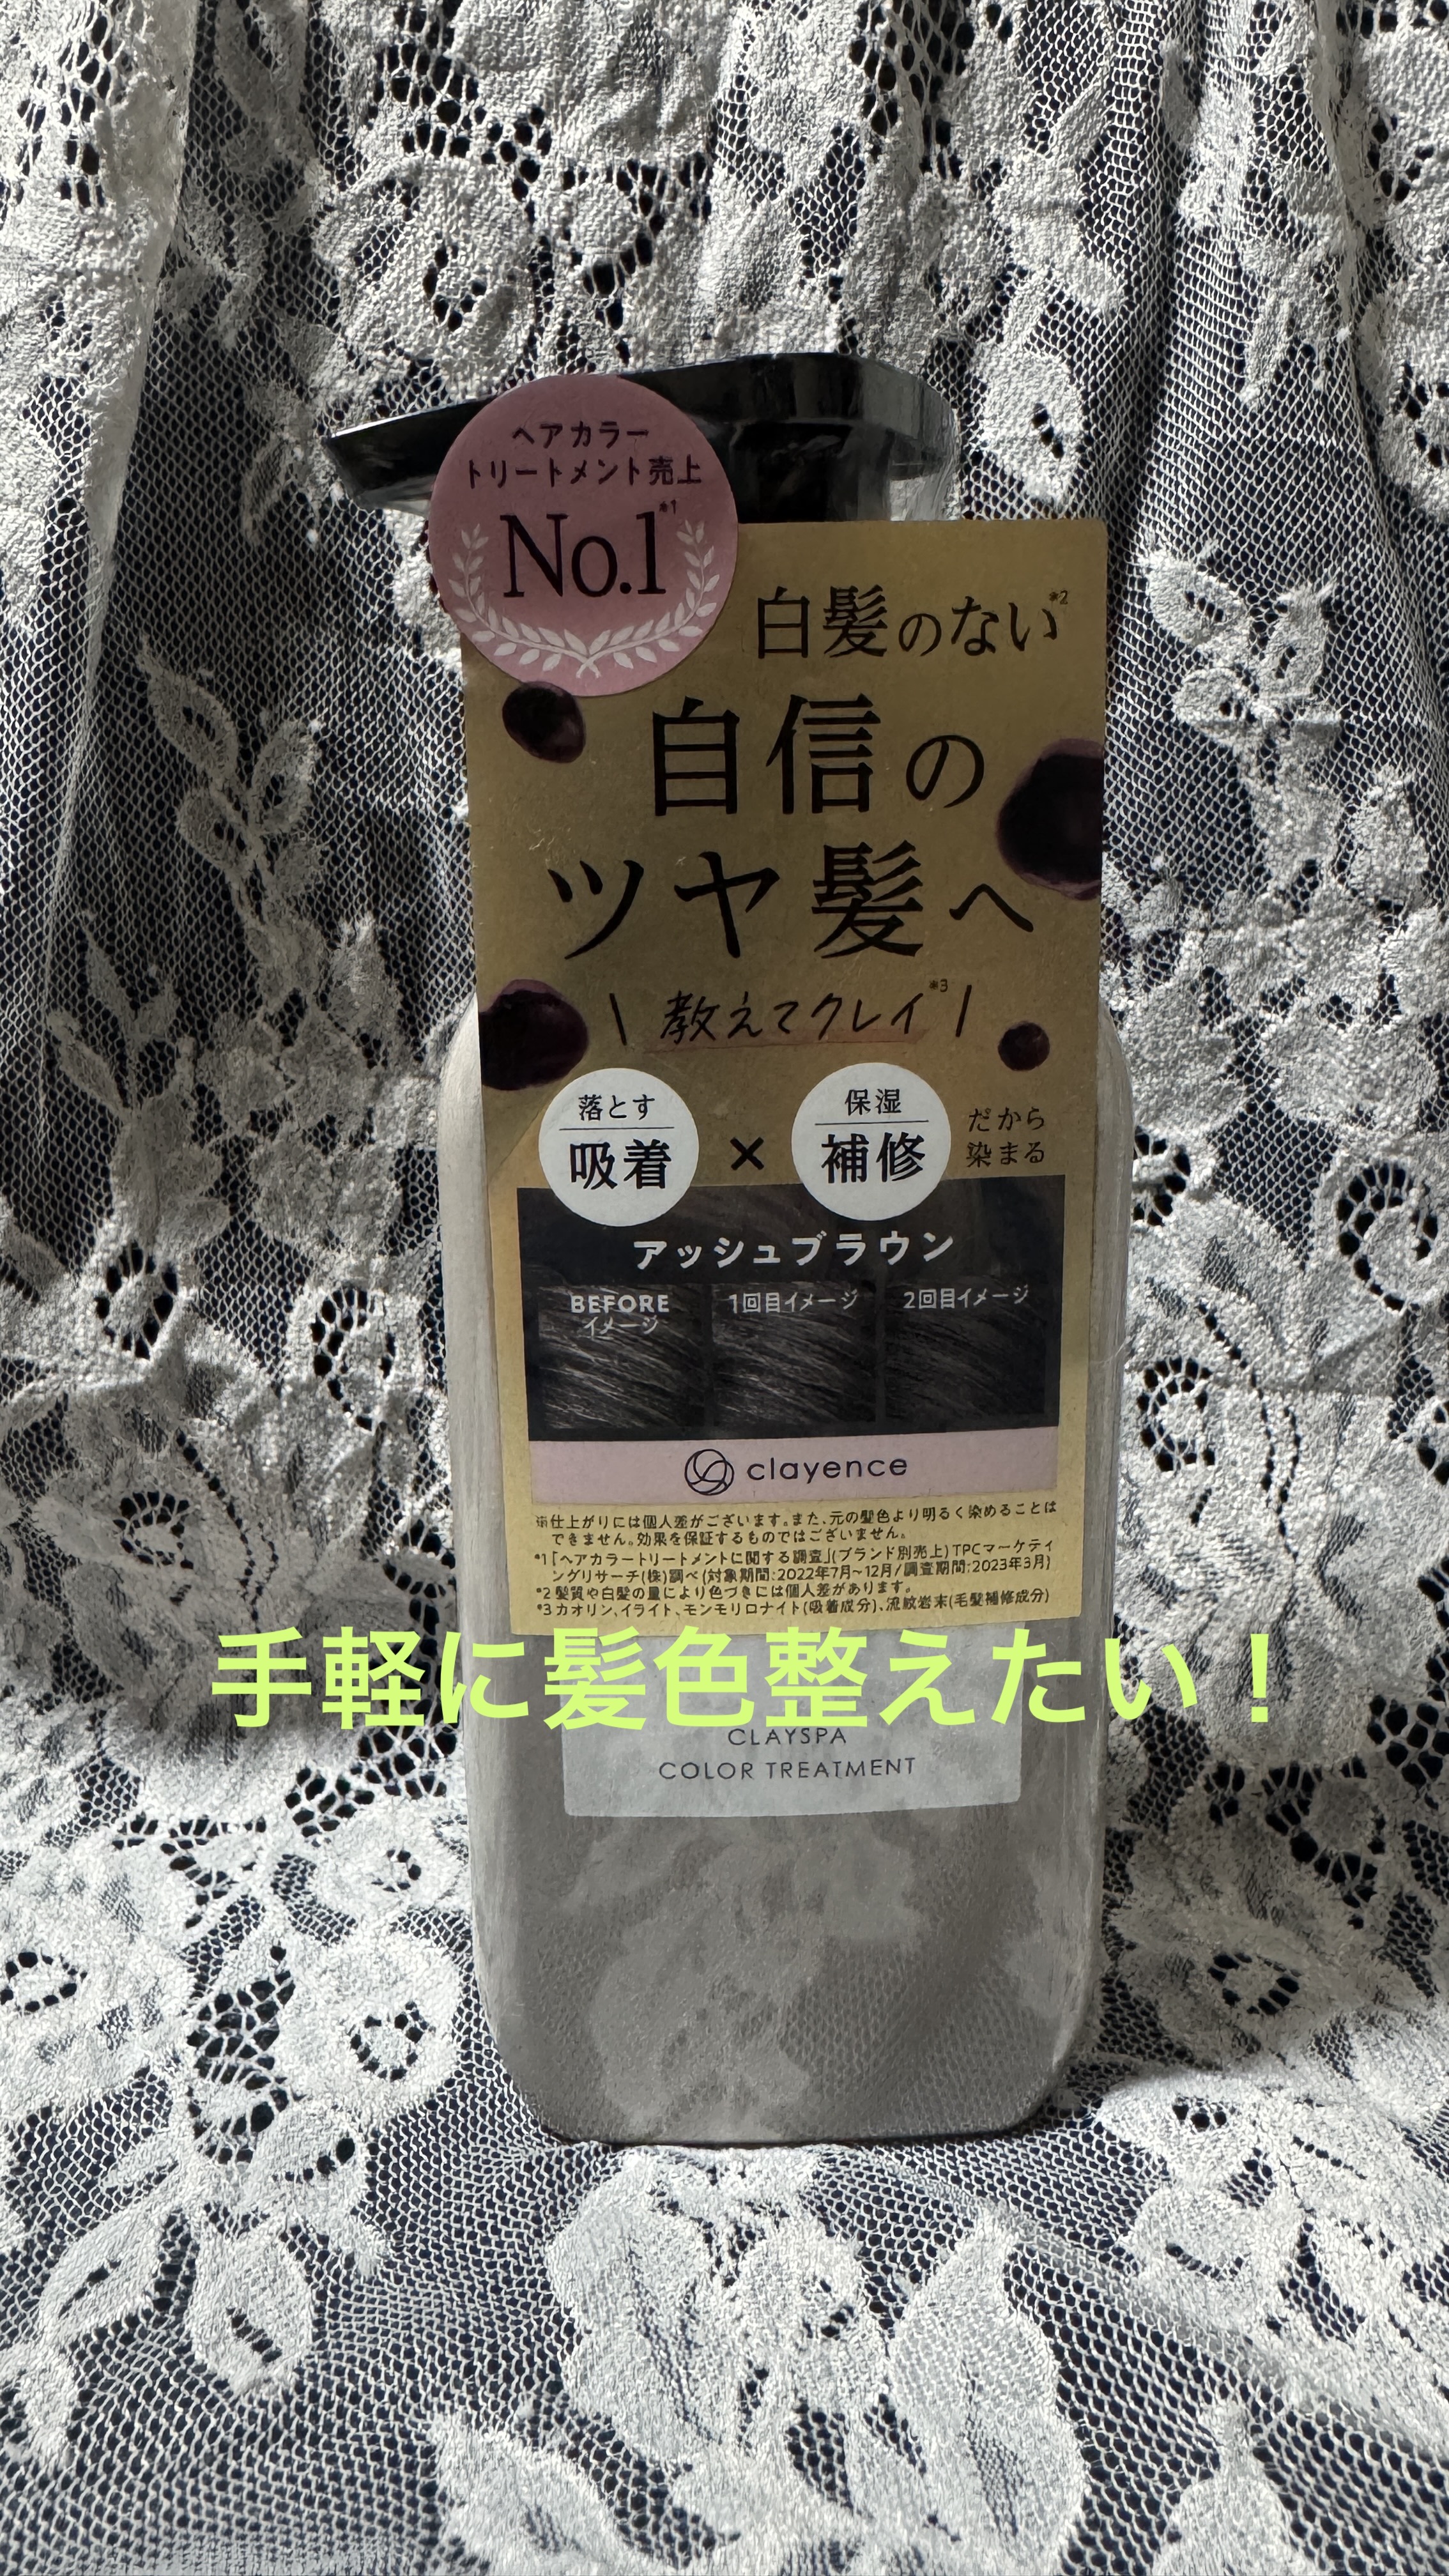 ヘアカラー
トリートメント売上
No.1*1
白髪のない*2
自信の
ツヤ髪へ
\ 教えてクレイ*3 /
落とす
吸着
×
保湿
補修
だから
染まる
アッシュブラウン
BEFORE
イメージ
1回目イメージ
2回目イメージ
clayence
※仕上がりには個人差がございます。また、元の髪色より明るく染めることは
できません。効果を保証するものではございません。
*1「ヘアカラートリートメントに関する調査」(ブランド別売上)TPCマーケティ
ングリサーチ(株)調べ(対象期間:2022年7月~12月/調査期間:2023年3月)
*2 髪質や白髪の量により色づきには個人差があります。
*3 カオリン、イライト、モンモリロナイト(吸着成分)、流紋岩末(毛髪補修成分)
手軽に髪色整えたい！
CLAYSPA
COLOR TREATMENT